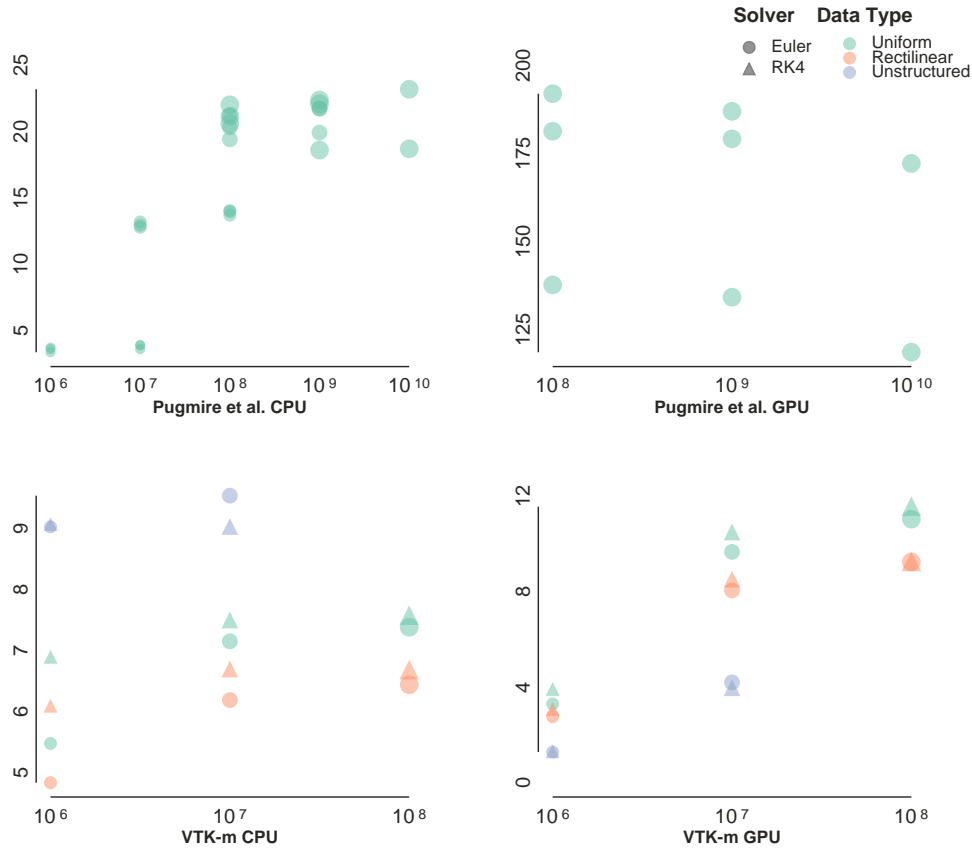 Solver Data Type
Euler Uniform
RK4 Rectilinear
Unstructured
25
20
15
10
5
10^6 10^7 10^8 10^9 10^10
Pugmire et al. CPU
200
175
150
125
10^8 10^9 10^10
Pugmire et al. GPU
9
8
7
6
5
10^6 10^7 10^8
VTK-m CPU
12
8
4
0
10^6 10^7 10^8
VTK-m GPU